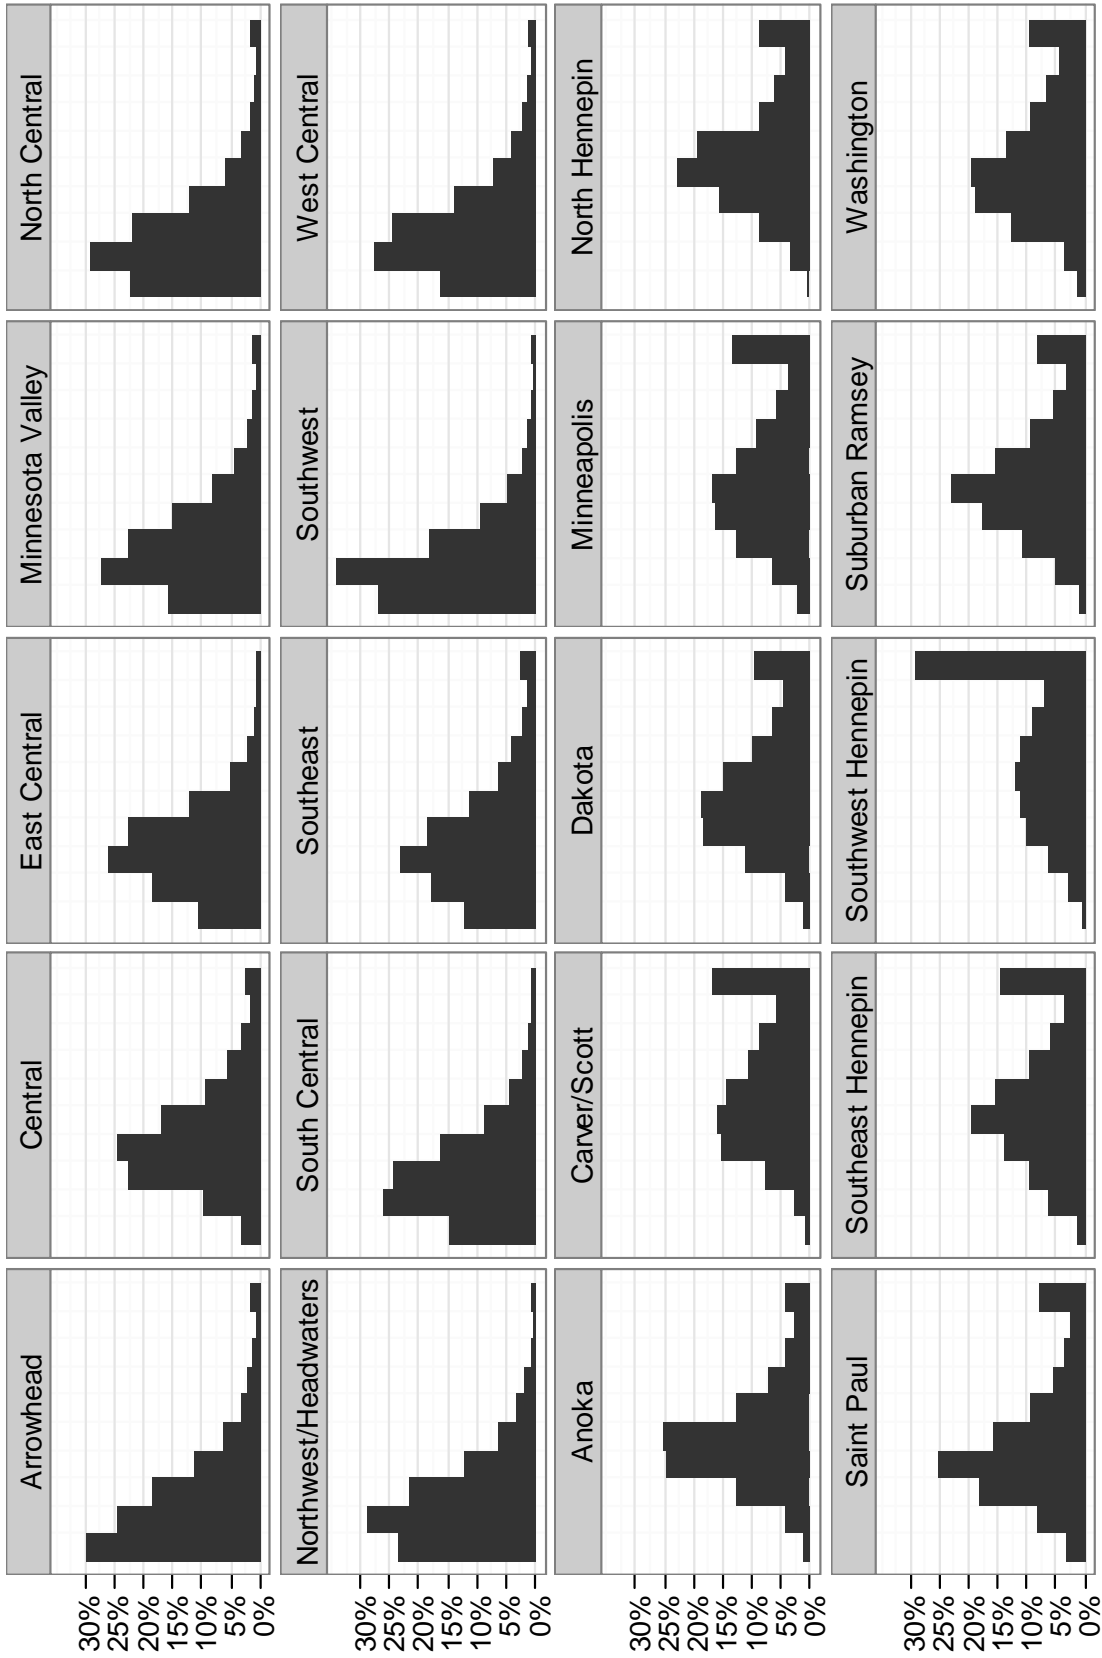 Arrowhead
Central
East Central
Minnesota Valley
North Central
30%
25%
20%
15%
10%
5%
0%
Northwest/Headwaters
South Central
Southeast
Southwest
West Central
30%
25%
20%
15%
10%
5%
0%
Anoka
Carver/Scott
Dakota
Minneapolis
North Hennepin
30%
25%
20%
15%
10%
5%
0%
Saint Paul
Southeast Hennepin
Southwest Hennepin
Suburban Ramsey
Washington
30%
25%
20%
15%
10%
5%
0%